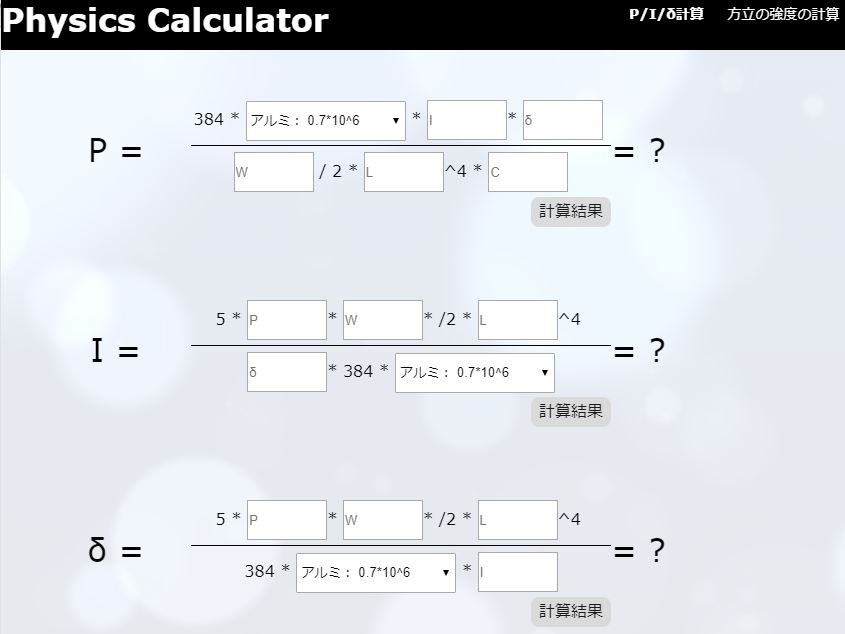 Physics Calculator
P/I/δ計算 方立の強度の計算
384 * アルミ : 0.7*10^6 * I * δ
P = = ?
W / 2 * L ^4 * C
計算結果
5 * P * W * /2 * L ^4
I = = ?
δ * 384 * アルミ : 0.7*10^6
計算結果
5 * P * W * /2 * L ^4
δ = = ?
384 * アルミ : 0.7*10^6 * I
計算結果